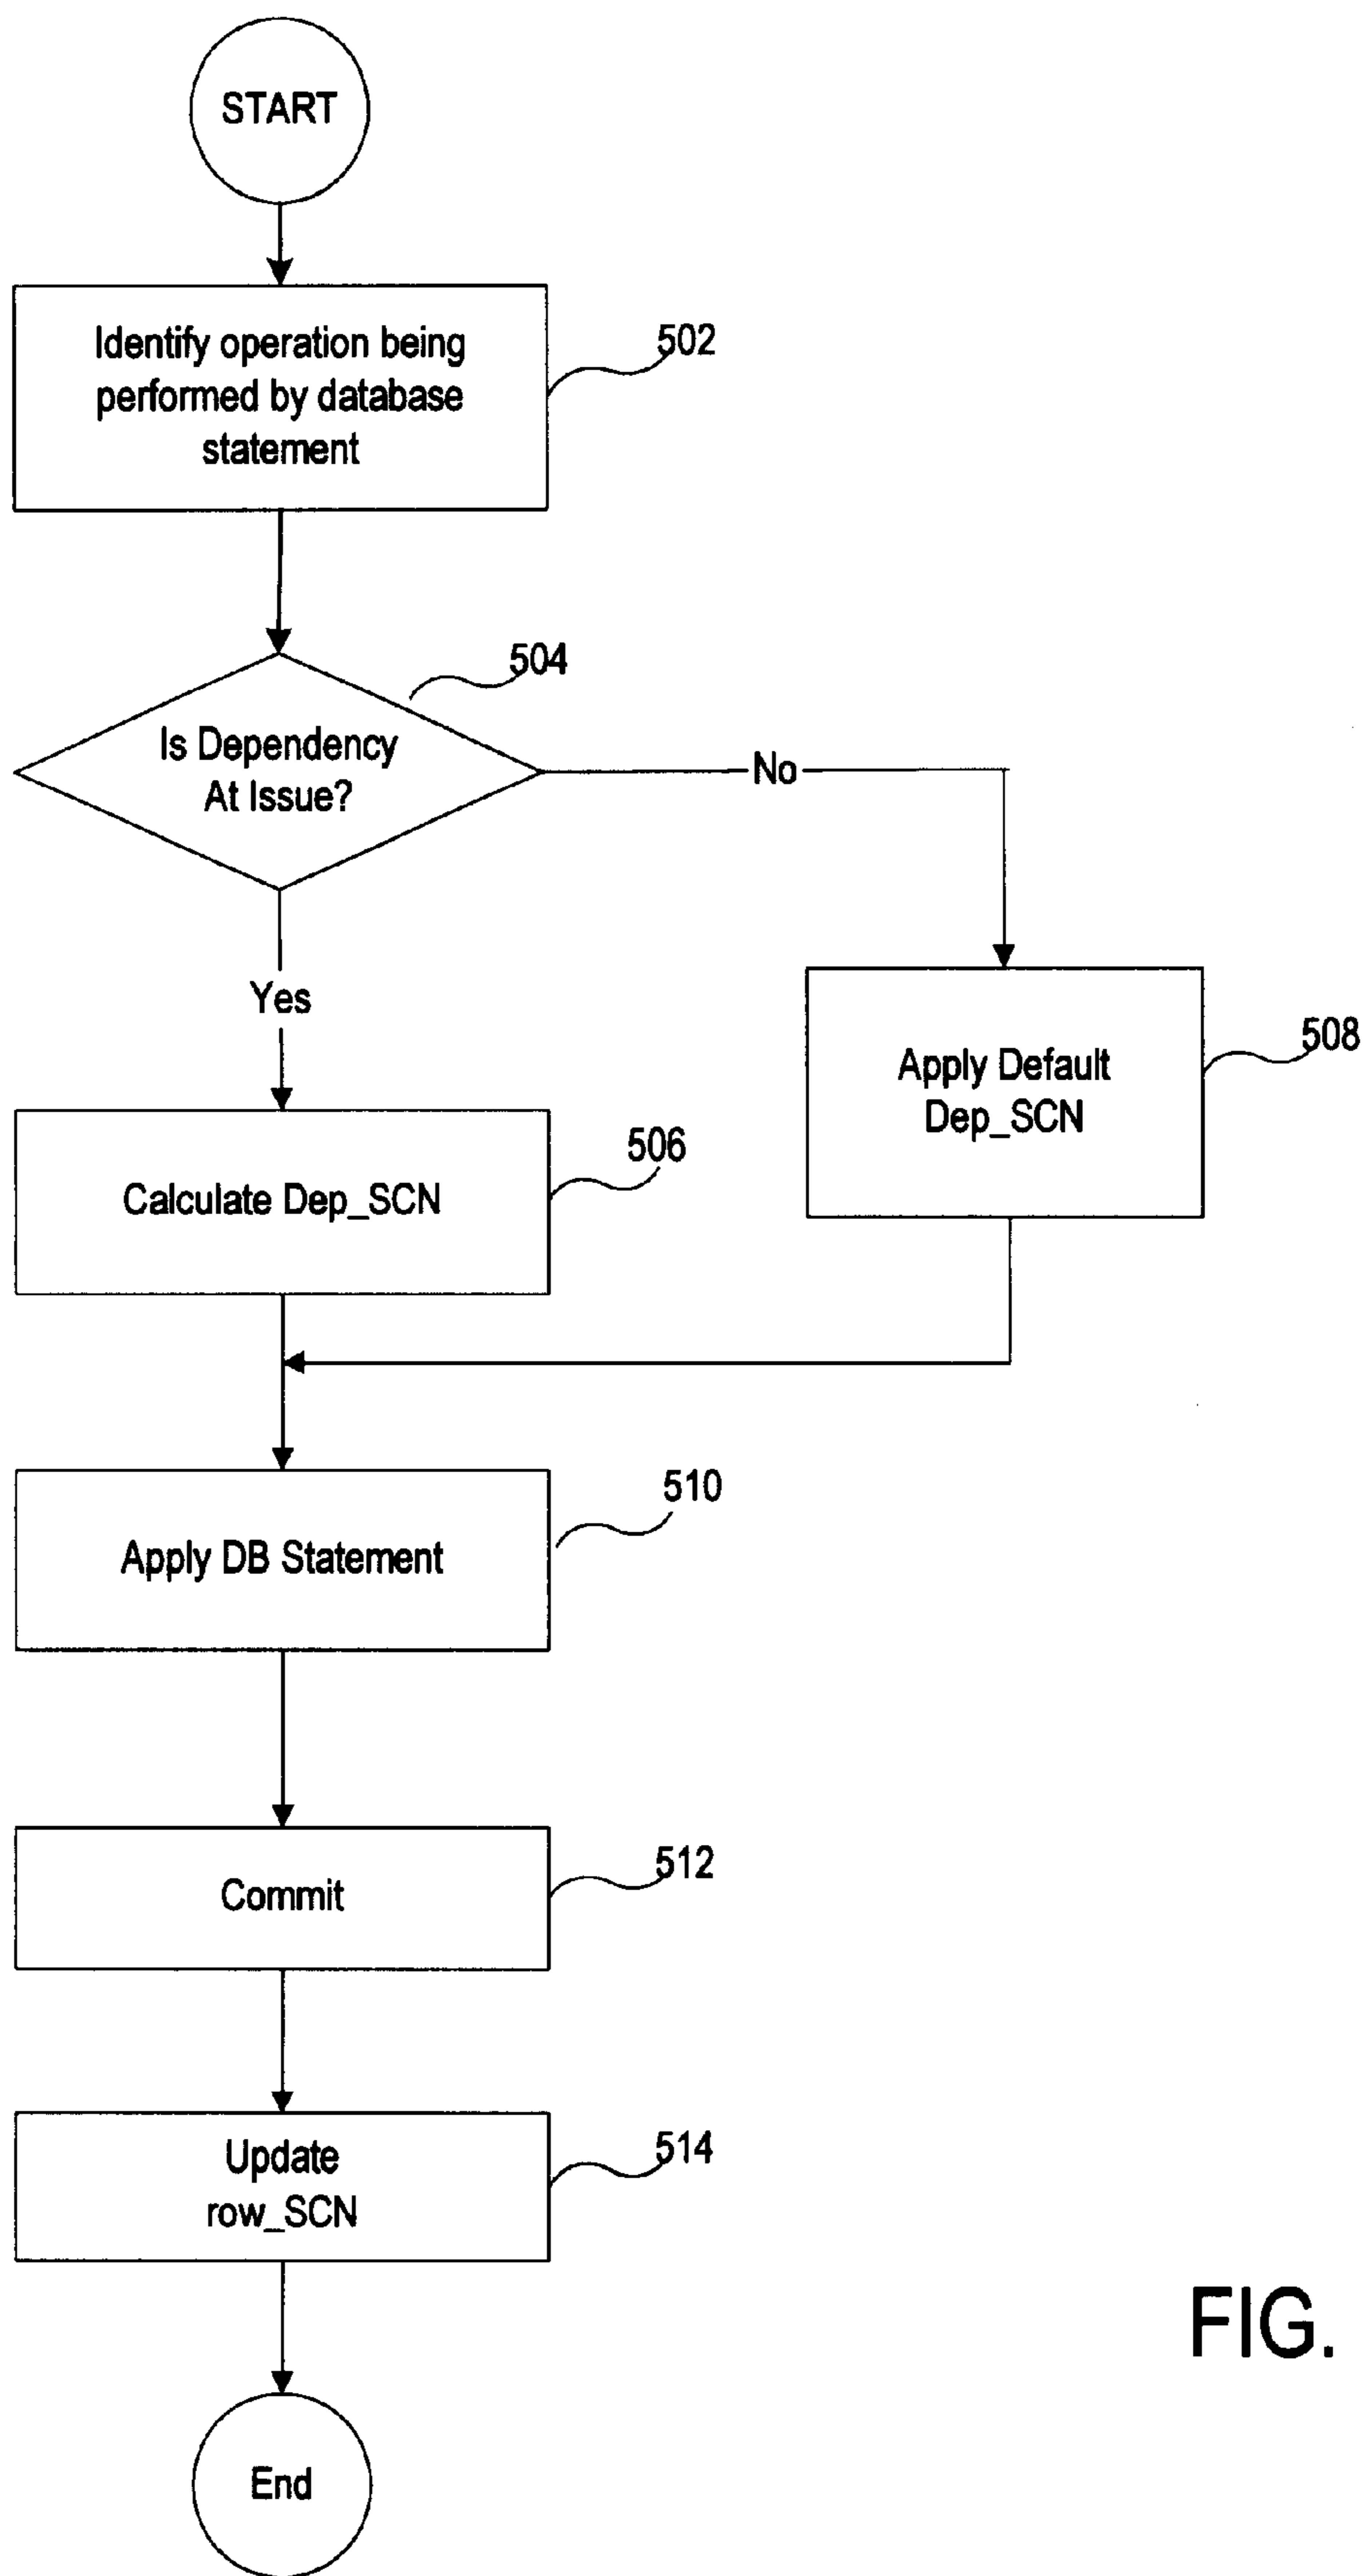 START
Identify operation being
performed by database
statement
502
504
Is Dependency
At Issue?
No
Yes
Apply Default
Dep_SCN
508
506
Calculate Dep_SCN
510
Apply DB Statement
512
Commit
514
Update
row_SCN
End
FIG.